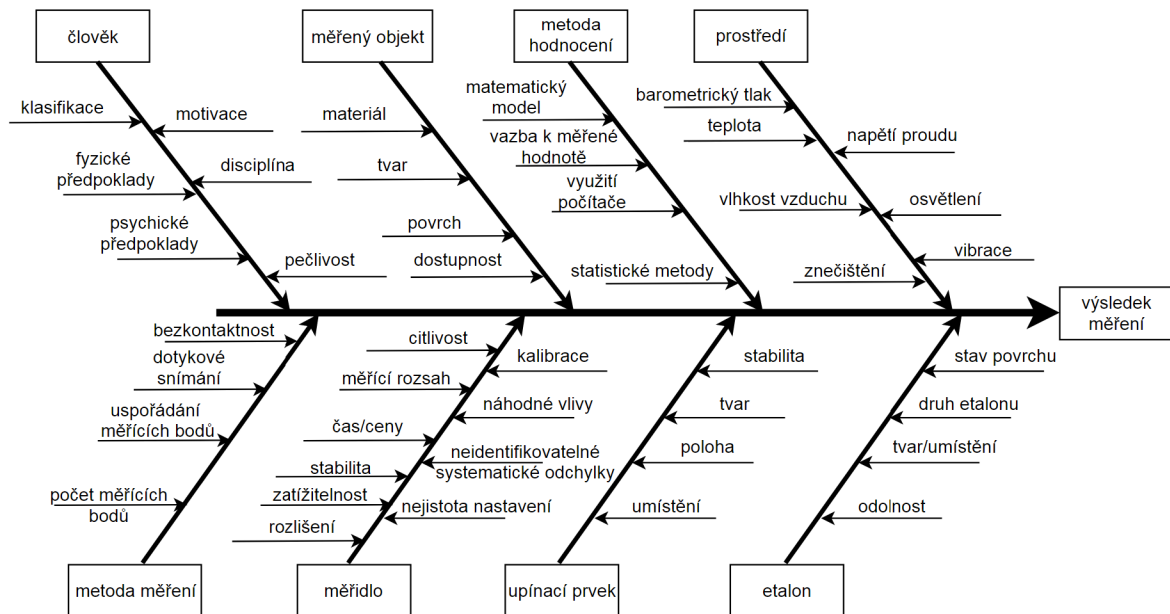 člověk
měřený objekt
metoda
hodnocení
prostředí
klasifikace
motivace
fyzické
předpoklady
disciplína
psychické
předpoklady
pečlivost
materiál
tvar
povrch
dostupnost
matematický
model
vazba k měřené
hodnotě
využití
počítače
statistické metody
barometrický tlak
teplota
napětí proudu
vlhkost vzduchu
osvětlení
vibrace
znečištění
výsledek
měření
bezkontaktnost
dotykové
snímání
uspořádání
měřících bodů
počet měřících
bodů
citlivost
kalibrace
měřící rozsah
náhodné vlivy
čas/ceny
neidentifikovatelné
systematické odchylky
stabilita
zatížitelnost
nejistota nastavení
rozlišení
stabilita
tvar
poloha
umístění
stav povrchu
druh etalonu
tvar/umístění
odolnost
metoda měření
měřidlo
upínací prvek
etalon